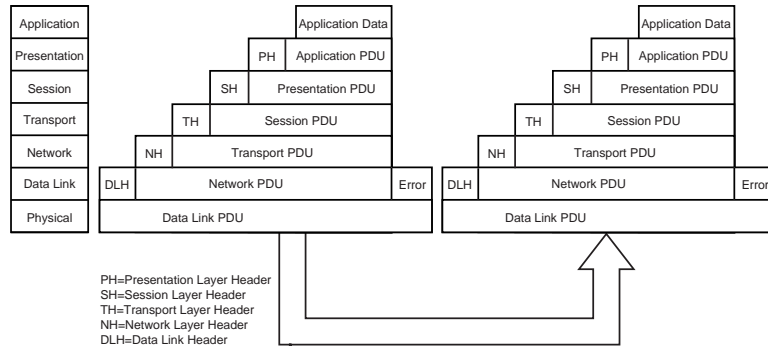 Application
Application Data
Application Data
Presentation
PH
Application PDU
PH
Application PDU
Session
SH
Presentation PDU
SH
Presentation PDU
Transport
TH
Session PDU
TH
Session PDU
Network
NH
Transport PDU
NH
Transport PDU
Data Link
DLH
Network PDU
Error
DLH
Network PDU
Error
Physical
Data Link PDU
Data Link PDU
PH=Presentation Layer Header
SH=Session Layer Header
TH=Transport Layer Header
NH=Network Layer Header
DLH=Data Link Header